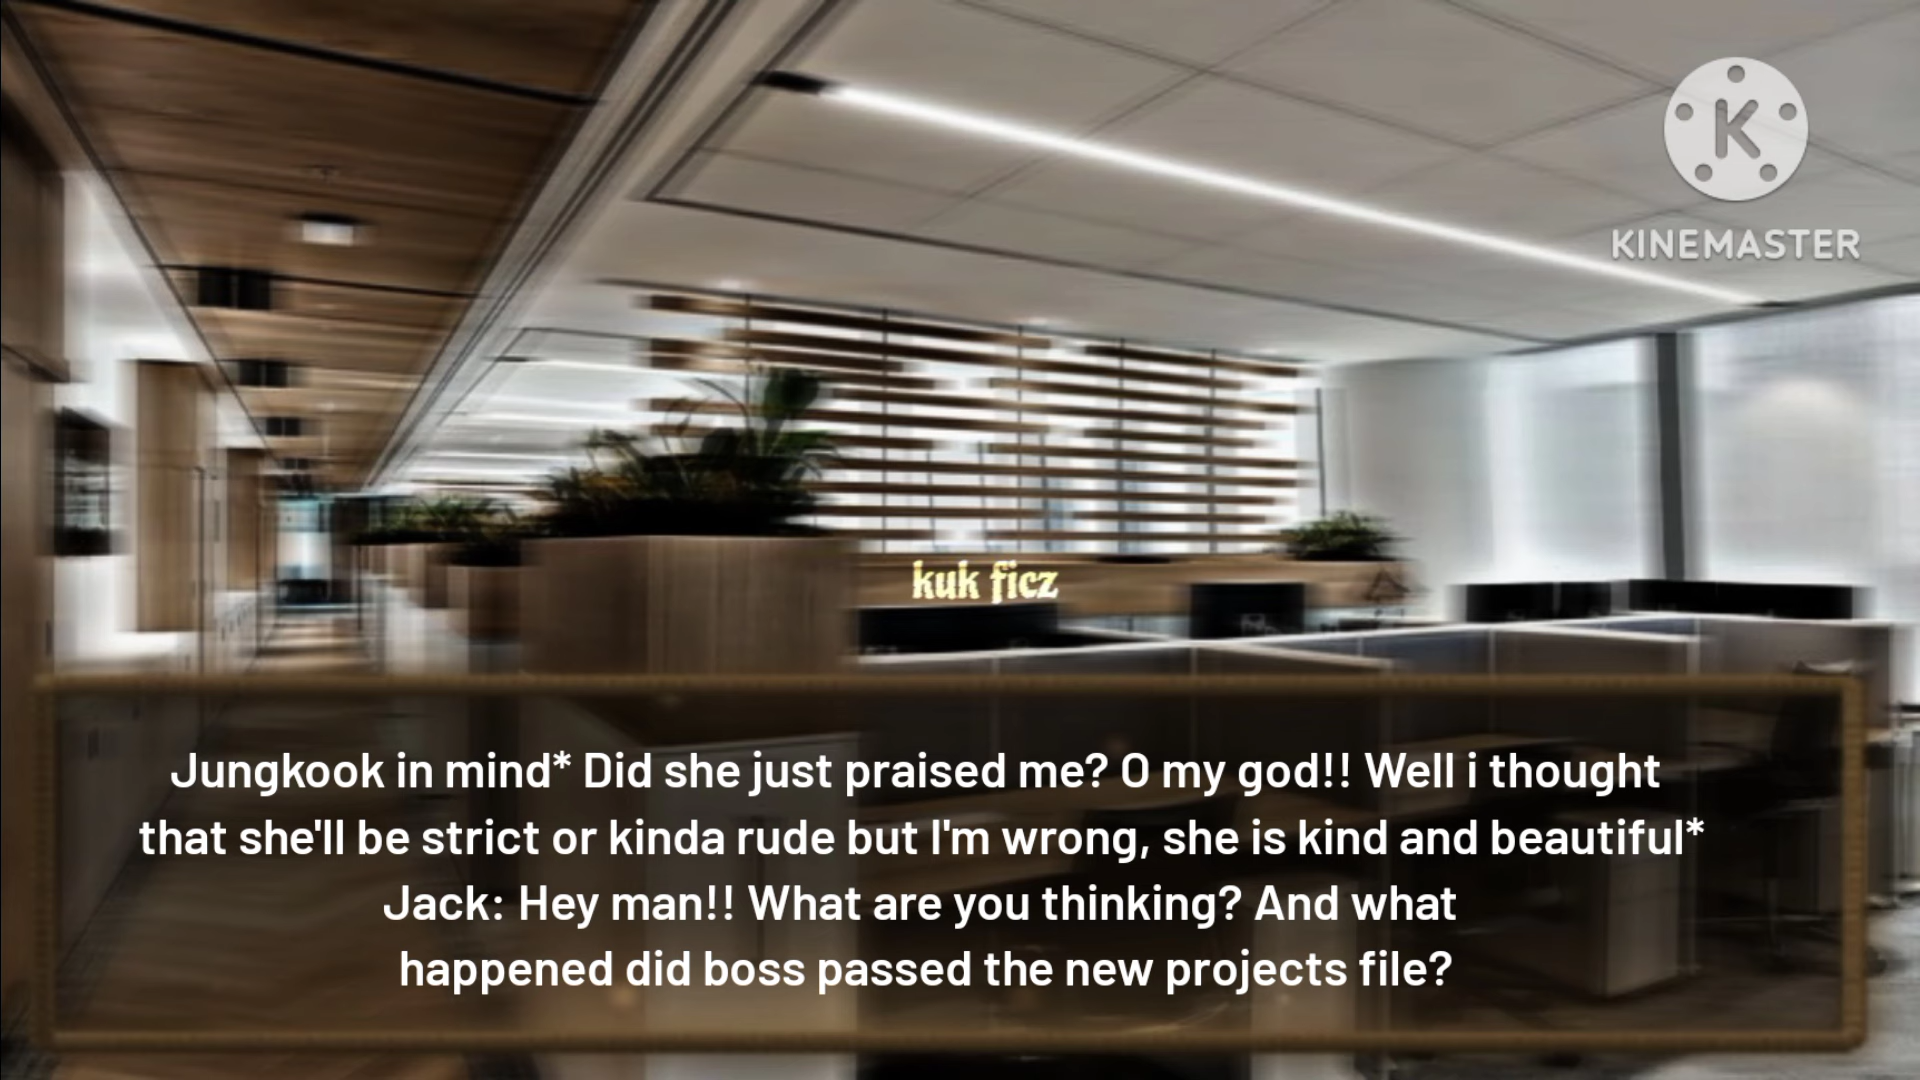 K
KINEMASTER
kuk ficz
Jungkook in mind* Did she just praised me? O my god!! Well i thought
that she'll be strict or kinda rude but I'm wrong, she is kind and beautiful*
Jack: Hey man!! What are you thinking? And what
happened did boss passed the new projects file?